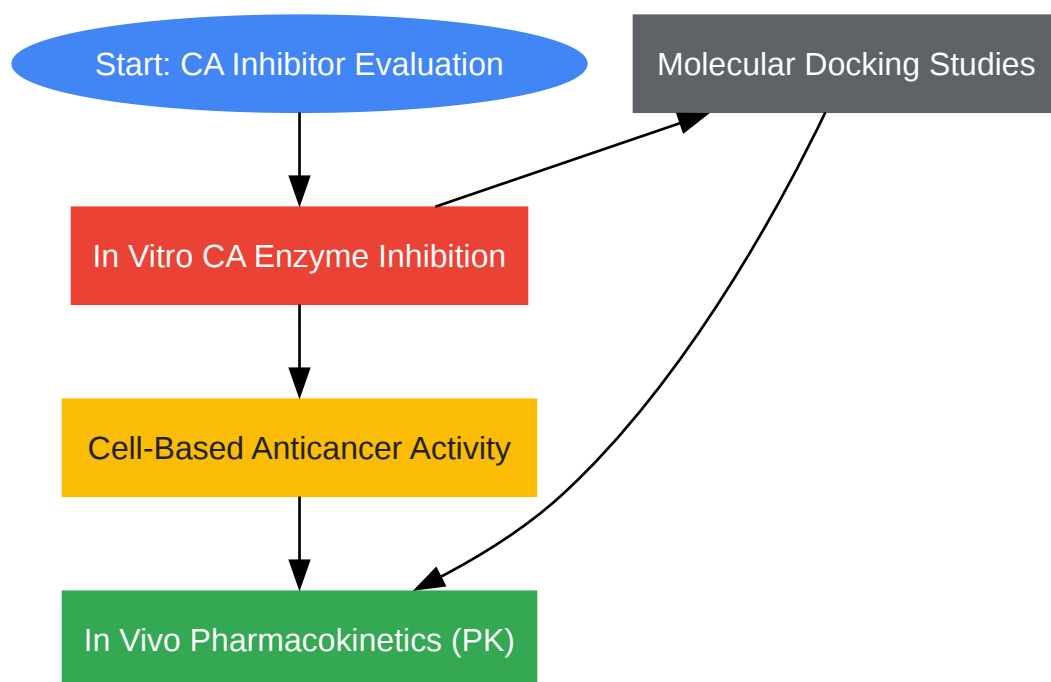 Start: CA Inhibitor Evaluation
Molecular Docking Studies
In Vitro CA Enzyme Inhibition
Cell-Based Anticancer Activity
In Vivo Pharmacokinetics (PK)